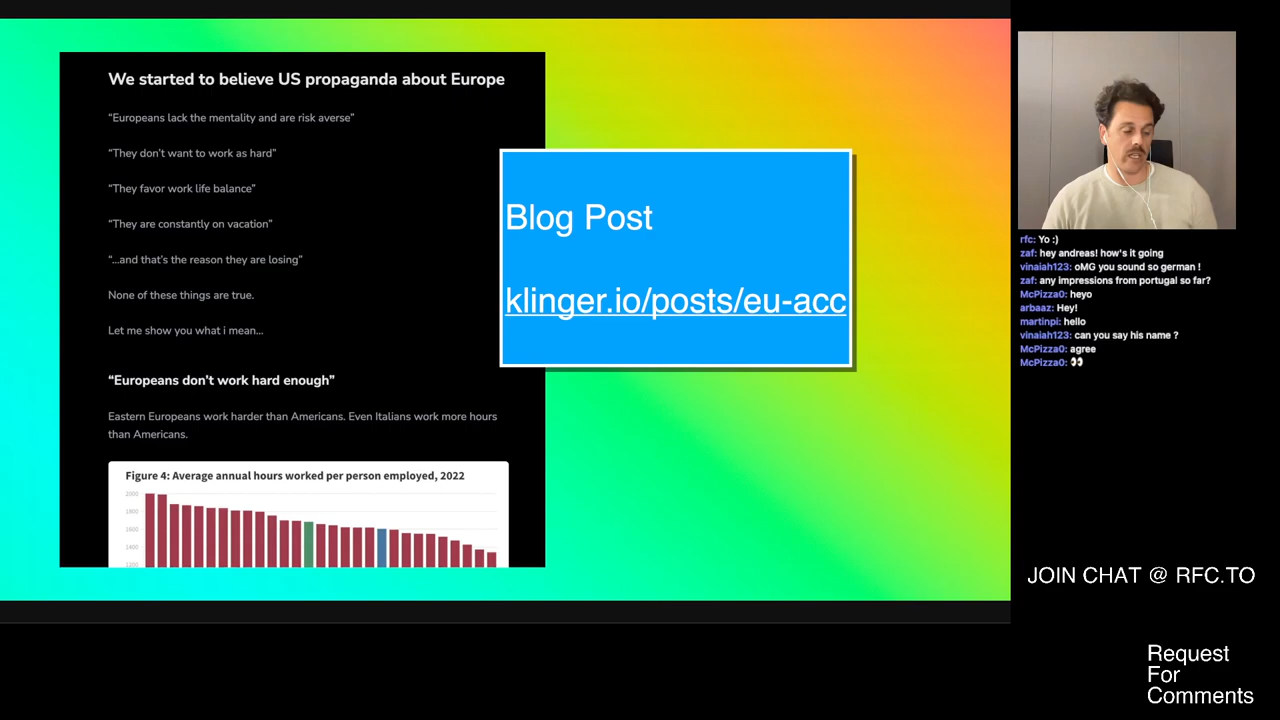 We started to believe US propaganda about Europe
“Europeans lack the mentality and are risk averse”
“They don’t want to work as hard”
“They favor work life balance”
“They are constantly on vacation”
“...and that’s the reason they are losing”
None of these things are true.
Let me show you what i mean...
“Europeans don’t work hard enough”
Eastern Europeans work harder than Americans. Even Italians work more hours
than Americans.
Figure 4: Average annual hours worked per person employed, 2022
2000
1800
1600
1400
1200
Blog Post
klinger.io/posts/eu-acc
rfc: Yo :)
zaf: hey andreas! how's it going
vinaiah123: oMG you sound so german !
zaf: any impressions from portugal so far?
McPizza0: heyo
arbaaz: Hey!
martinpi: hello
vinaiah123: can you say his name ?
McPizza0: agree
McPizza0: 👀
JOIN CHAT @ RFC.TO
Request
For
Comments